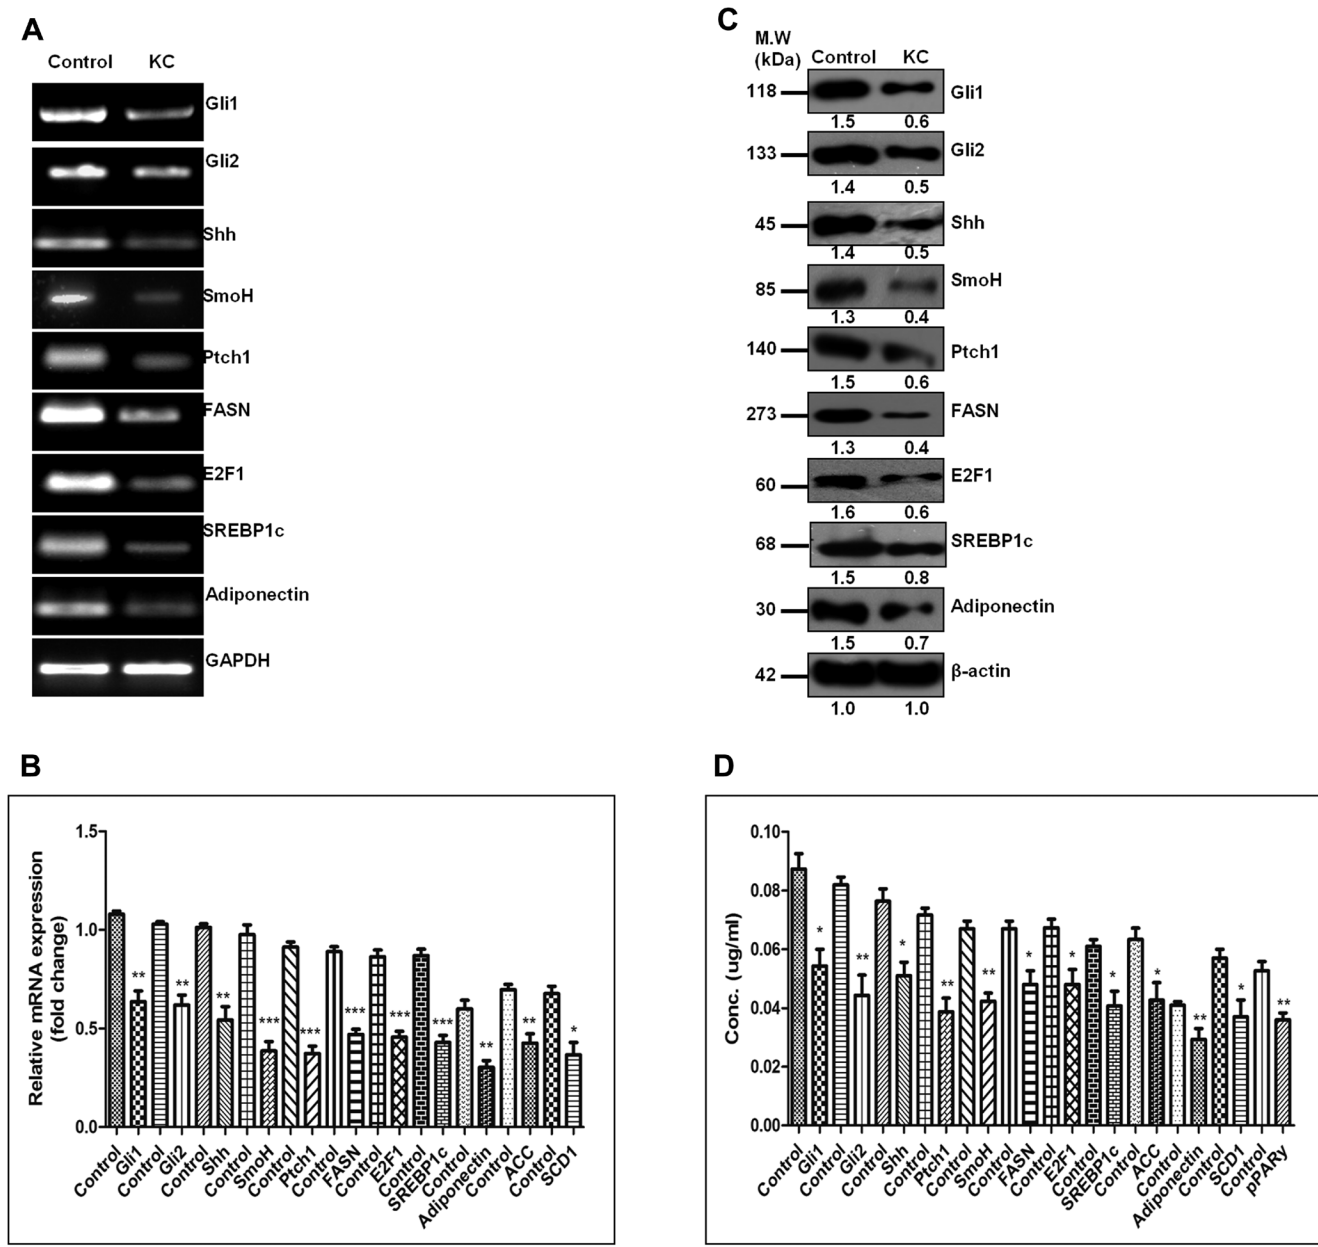 A
Control KC
Gli1
Gli2
Shh
SmoH
Ptch1
FASN
E2F1
SREBP1c
Adiponectin
GAPDH
C
M.W
(kDa) Control KC
118 Gli1
1.5 0.6
133 Gli2
1.4 0.5
45 Shh
1.4 0.5
85 SmoH
1.3 0.4
140 Ptch1
1.5 0.6
273 FASN
1.3 0.4
60 E2F1
1.6 0.6
68 SREBP1c
1.5 0.8
30 Adiponectin
1.5 0.7
42 β-actin
1.0 1.0
B
Relative mRNA expression
(fold change)
1.5
1.0
0.5
0.0
** ** ** *** *** *** *** *** ** ** *
Control Gli1 Control Gli2 Control Shh Control SmoH Control Ptch1 Control FASN Control E2F1 Control SREBP1c Control Adiponectin Control ACC Control SCD1
D
Conc. (ug/ml)
0.10
0.08
0.06
0.04
0.02
0.00
* ** * ** ** * * * * ** * **
Control Gli1 Control Gli2 Control Shh Control Ptch1 Control SmoH Control FASN Control E2F1 Control SREBP1c Control ACC Control Adiponectin Control SCD1 Control pPARy